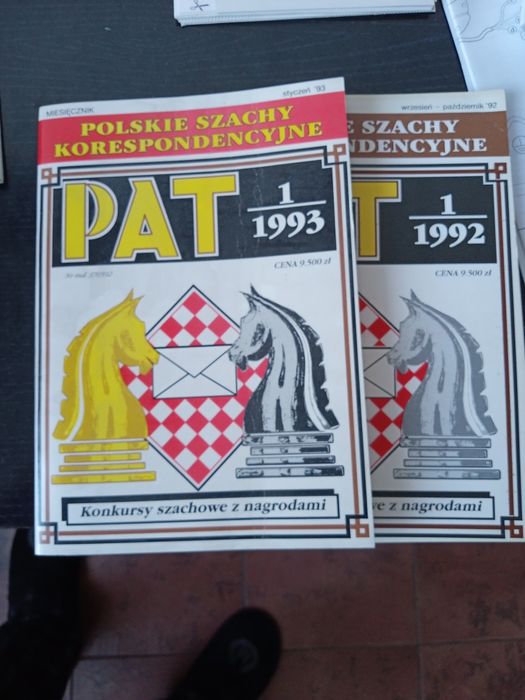 MIESIĘCZNIK
styczeń '93
POLSKIE SZACHY
KORESPONDENCYJNE
PAT
1
1993
CENA 9.500 zł
Konkursy szachowe z nagrodami
wrzesień – październik '92
E SZACHY
NDENCYJNE
T
1
1992
CENA 9.500 zł
we z nagrodami